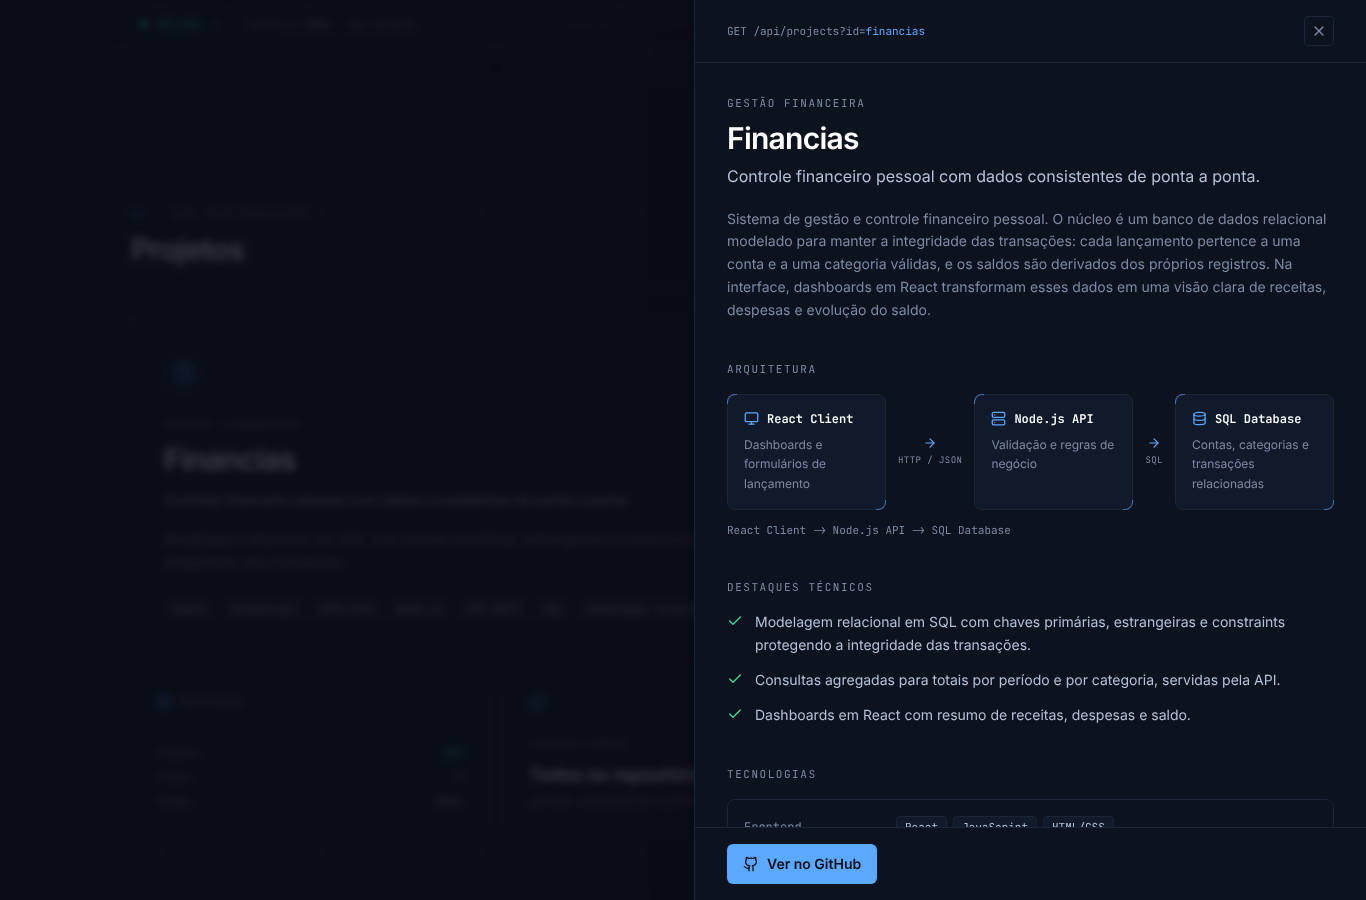 GET /api/projects?id=financias
GESTÃO FINANCEIRA
Financias
Controle financeiro pessoal com dados consistentes de ponta a ponta.
Sistema de gestão e controle financeiro pessoal. O núcleo é um banco de dados relacional
modelado para manter a integridade das transações: cada lançamento pertence a uma
conta e a uma categoria válidas, e os saldos são derivados dos próprios registros. Na
interface, dashboards em React transformam esses dados em uma visão clara de receitas,
despesas e evolução do saldo.
ARQUITETURA
React Client
Dashboards e
formulários de
lançamento
HTTP / JSON
Node.js API
Validação e regras de
negócio
SQL
SQL Database
Contas, categorias e
transações
relacionadas
React Client → Node.js API → SQL Database
DESTAQUES TÉCNICOS
Modelagem relacional em SQL com chaves primárias, estrangeiras e constraints
protegendo a integridade das transações.
Consultas agregadas para totais por período e por categoria, servidas pela API.
Dashboards em React com resumo de receitas, despesas e saldo.
TECNOLOGIAS
Frontend React JavaScript HTML/CSS
Ver no GitHub
Projetos
Financias